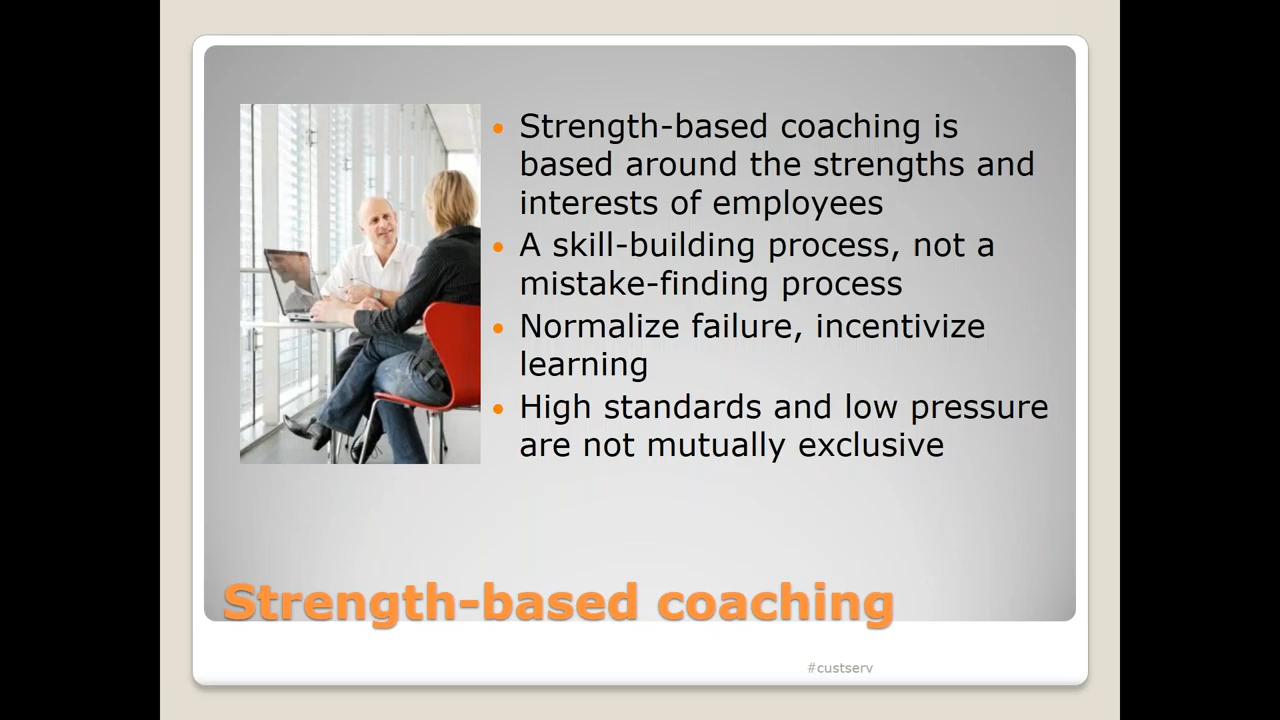 Strength-based coaching is
based around the strengths and
interests of employees
A skill-building process, not a
mistake-finding process
Normalize failure, incentivize
learning
High standards and low pressure
are not mutually exclusive
Strength-based coaching
#custserv